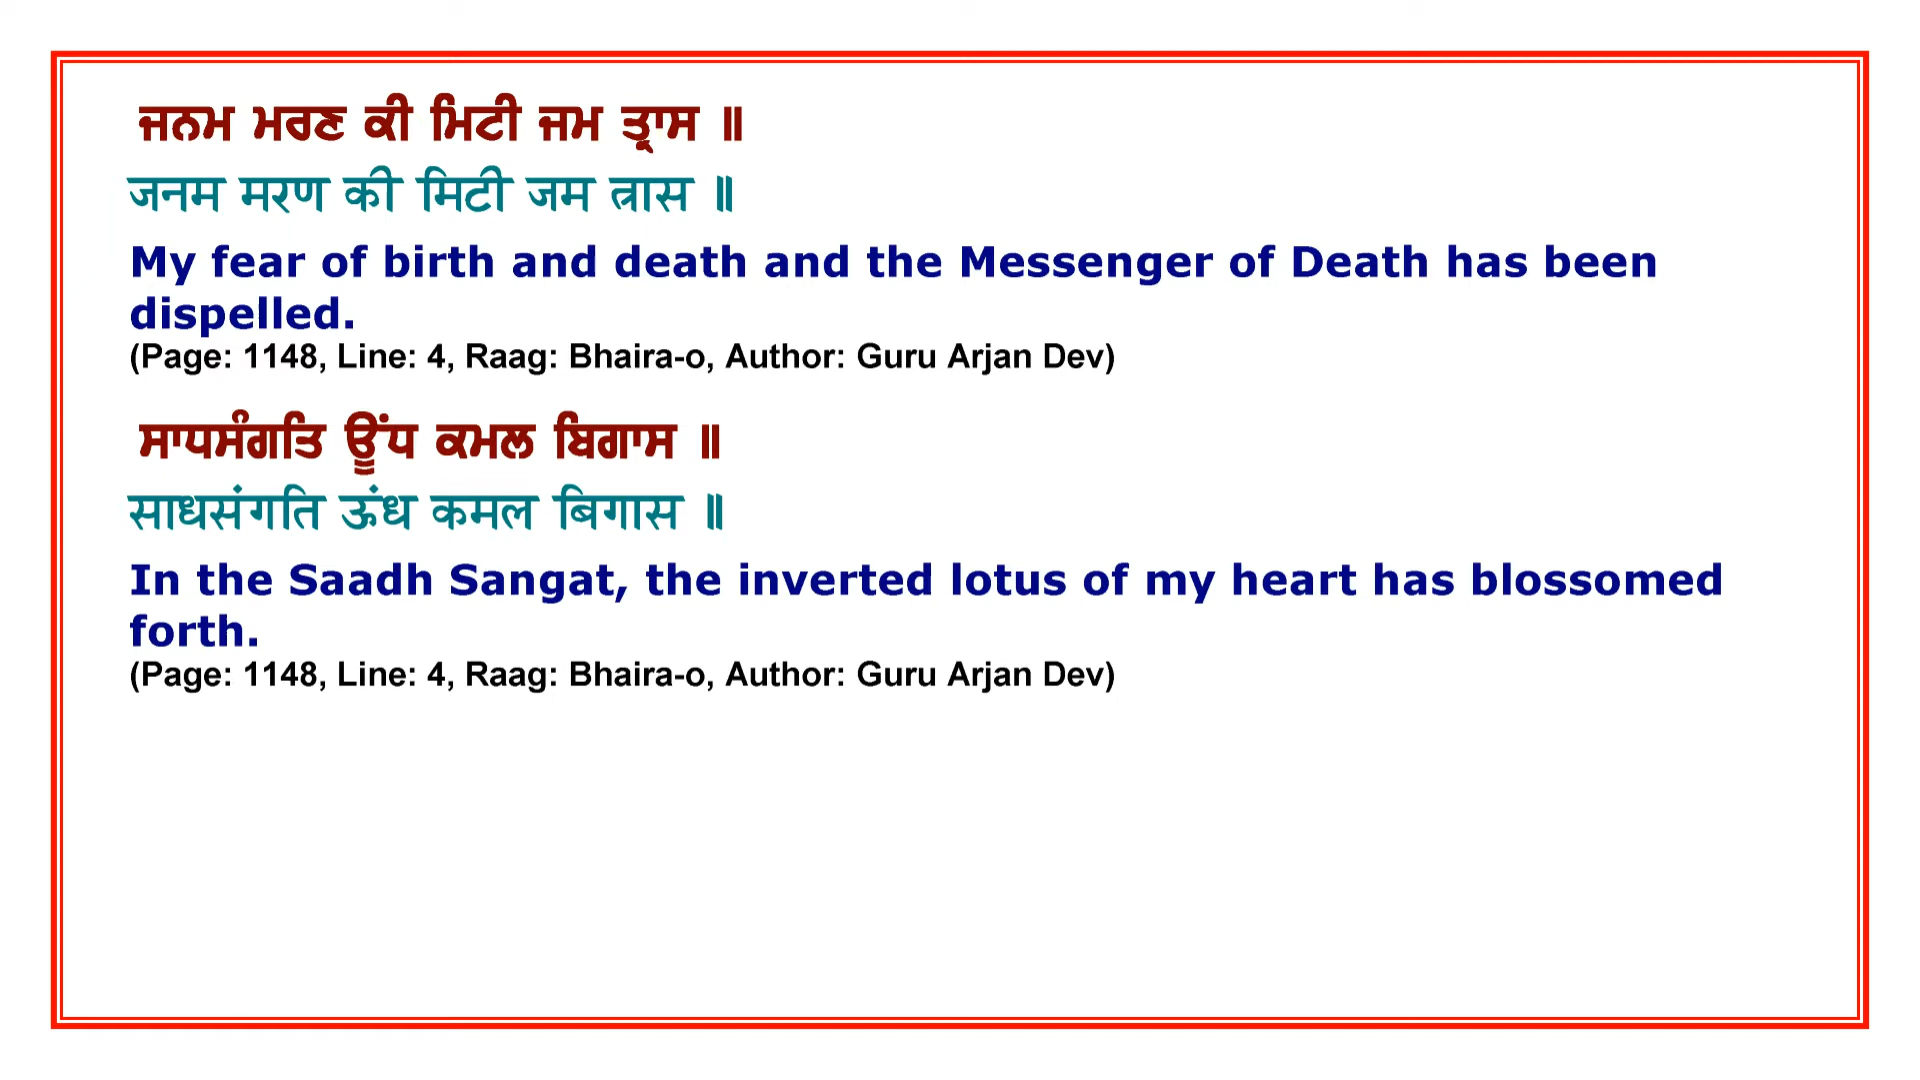 ਜਨਮ ਮਰਣ ਕੀ ਮਿਟੀ ਜਮ ਤ੍ਰਾਸ ॥
जनम मरण की मिटी जम त्रास ॥
My fear of birth and death and the Messenger of Death has been
dispelled.
(Page: 1148, Line: 4, Raag: Bhaira-o, Author: Guru Arjan Dev)
ਸਾਧਸੰਗਤਿ ਊਂਧ ਕਮਲ ਬਿਗਾਸ ॥
साधसंगति ऊंध कमल बिगास ॥
In the Saadh Sangat, the inverted lotus of my heart has blossomed
forth.
(Page: 1148, Line: 4, Raag: Bhaira-o, Author: Guru Arjan Dev)